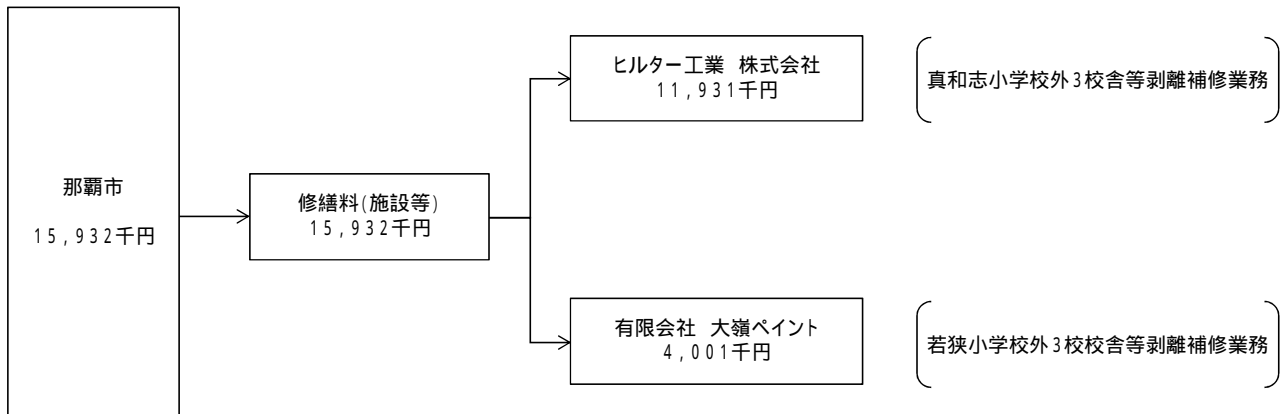 那覇市
15,932千円
修繕料(施設等)
15,932千円
ヒルター工業 株式会社
11,931千円
真和志小学校外3校舎等剥離補修業務
有限会社 大嶺ペイント
4,001千円
若狭小学校外3校校舎等剥離補修業務